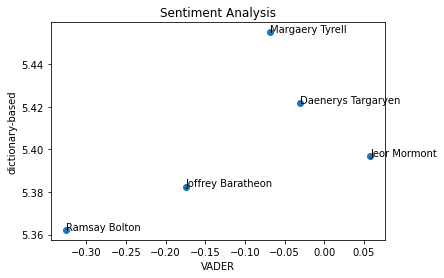 Sentiment Analysis
Margaery Tyrell
5.44
Daenerys Targaryen
5.42
dictionary-based
5.40
Jeor Mormont
5.38
Joffrey Baratheon
Ramsay Bolton
5.36
−0.30 −0.25 −0.20 −0.15 −0.10 −0.05 0.00 0.05
VADER